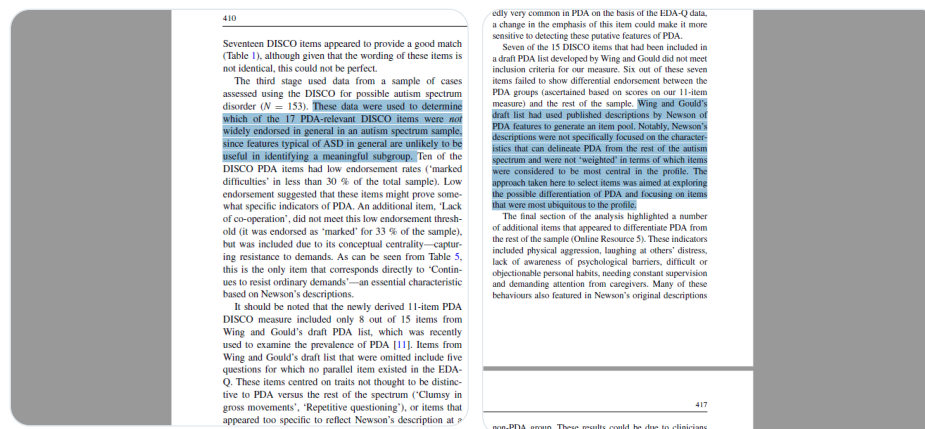 410
Seventeen DISCO items appeared to provide a good match
(Table 1), although given that the wording of these items is
not identical, this could not be perfect.
The third stage used data from a sample of cases
assessed using the DISCO for possible autism spectrum
disorder (N = 153). These data were used to determine
which of the 17 PDA-relevant DISCO items were not
widely endorsed in general in an autism spectrum sample,
since features typical of ASD in general are unlikely to be
useful in identifying a meaningful subgroup. Ten of the
DISCO PDA items had low endorsement rates ('marked
difficulties' in less than 30 % of the total sample). Low
endorsement suggested that these items might prove some-
what specific indicators of PDA. An additional item, 'Lack
of co-operation', did not meet this low endorsement thresh-
old (it was endorsed as 'marked' for 33 % of the sample),
but was included due to its conceptual centrality—captur-
ing resistance to demands. As can be seen from Table 5,
this is the only item that corresponds directly to 'Contin-
ues to resist ordinary demands'—an essential characteristic
based on Newson's descriptions.
It should be noted that the newly derived 11-item PDA
DISCO measure included only 8 out of 15 items from
Wing and Gould's draft PDA list, which was recently
used to examine the prevalence of PDA [11]. Items from
Wing and Gould's draft list that were omitted include five
questions for which no parallel item existed in the EDA-
Q. These items centred on traits not thought to be distinc-
tive to PDA versus the rest of the spectrum ('Clumsy in
gross movements', 'Repetitive questioning'), or items that
appeared too specific to reflect Newson's description at
edly very common in PDA on the basis of the EDA-Q data,
a change in the emphasis of this item could make it more
sensitive to detecting these putative features of PDA.
Seven of the 15 DISCO items that had been included in
a draft PDA list developed by Wing and Gould did not meet
inclusion criteria for our measure. Six out of these seven
items failed to show differential endorsement between the
PDA groups (ascertained based on scores on our 11-item
measure) and the rest of the sample. Wing and Gould's
draft list had used published descriptions by Newson of
PDA features to generate an item pool. Notably, Newson's
descriptions were not specifically focused on the character-
istics that can delineate PDA from the rest of the autism
spectrum and were not 'weighted' in terms of which items
were considered to be most central in the profile. The
approach taken here to select items was aimed at exploring
the possible differentiation of PDA and focusing on items
that were most ubiquitous to the profile.
The final section of the analysis highlighted a number
of additional items that appeared to differentiate PDA from
the rest of the sample (Online Resource 5). These indicators
included physical aggression, laughing at others' distress,
lack of awareness of psychological barriers, difficult or
objectionable personal habits, needing constant supervision
and demanding attention from caregivers. Many of these
behaviours also featured in Newson's original descriptions
417
non-PDA group. These results could be due to clinicians